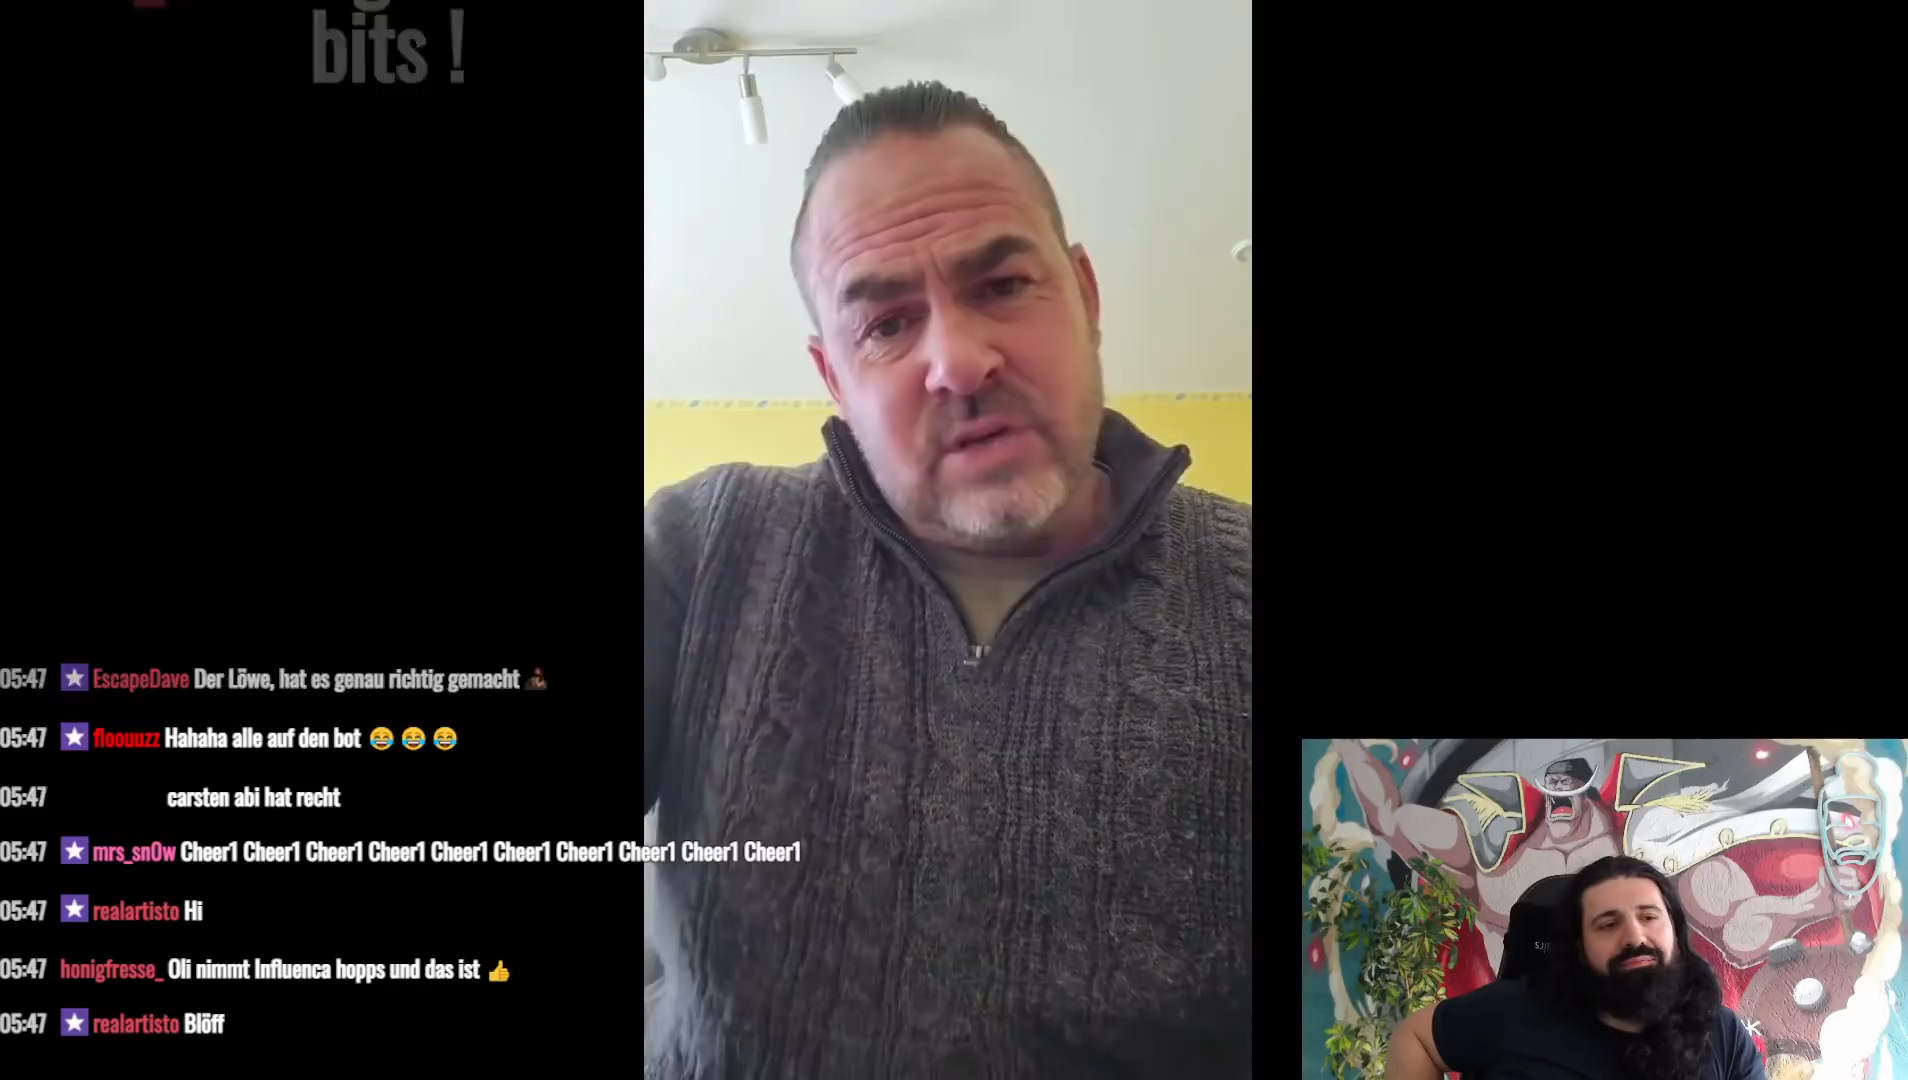 bits !
05:47 EscapeDave Der Löwe, hat es genau richtig gemacht
05:47 floouuzz Hahaha alle auf den bot 😂 😂 😂
05:47 carsten abi hat recht
05:47 mrs_sn0w Cheer1 Cheer1 Cheer1 Cheer1 Cheer1 Cheer1 Cheer1 Cheer1 Cheer1 Cheer1
05:47 realartisto Hi
05:47 honigfresse_ Oli nimmt Influenca hopps und das ist 👍
05:47 realartisto Blöff